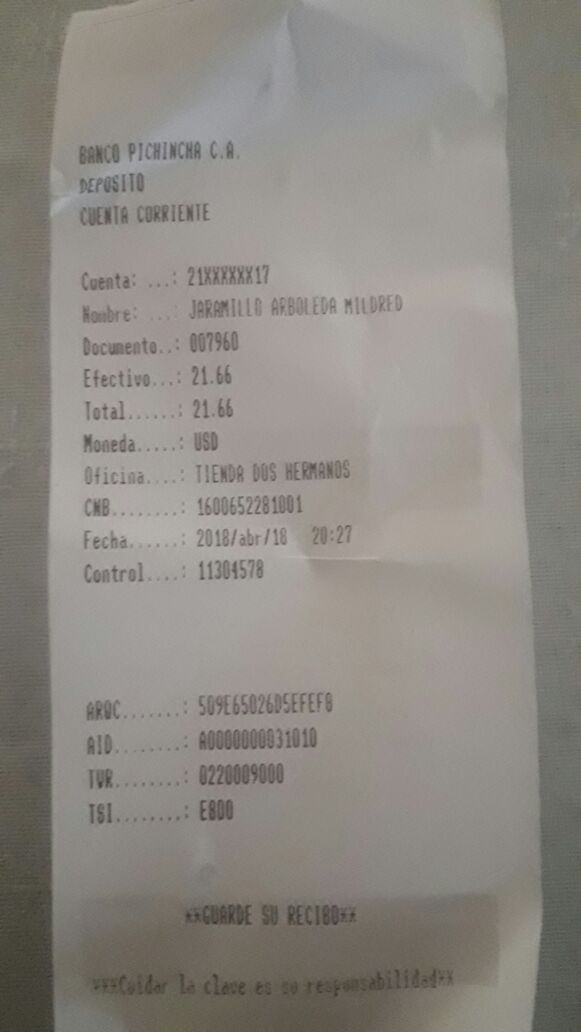 BANCO PICHINCHA C.A.
DEPOSITO
CUENTA CORRIENTE
Cuenta: ...: 21XXXXXX17
Nombre: ...: JARAMILLO ARBOLEDA MILDRED
Documento..: 007960
Efectivo...: 21.66
Total......: 21.66
Moneda.....: USD
Oficina....: TIENDA DOS HERMANOS
CNB........: 1600652281001
Fecha......: 2018/abr/18 20:27
Control....: 11304578
ARQC.......: 509E65026D5EFEF8
AID........: A0000000031010
TVR........: 0220009000
TSI........: E800
**GUARDE SU RECIBO**
***Cuidar la clave es su responsabilidad**